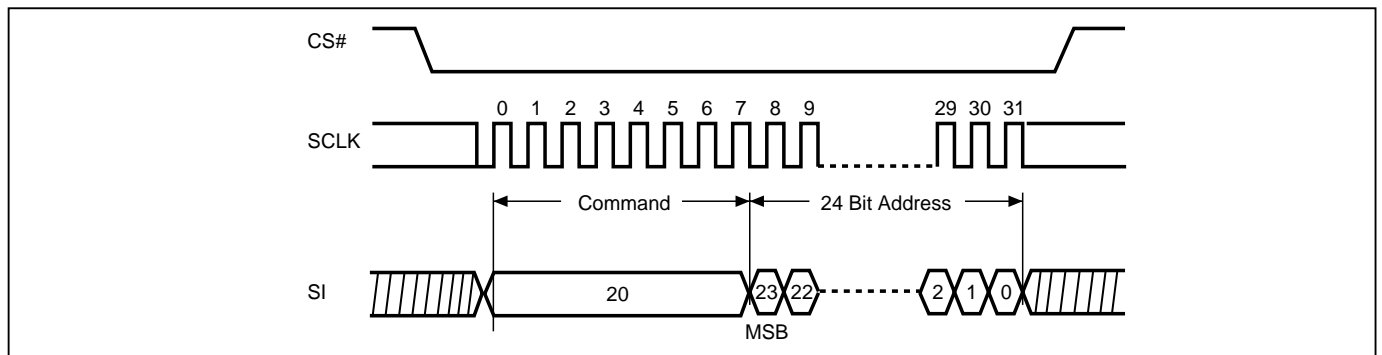 CS#
0 1 2 3 4 5 6 7 8 9 29 30 31
SCLK
Command 24 Bit Address
SI 20 23 22 2 1 0
MSB